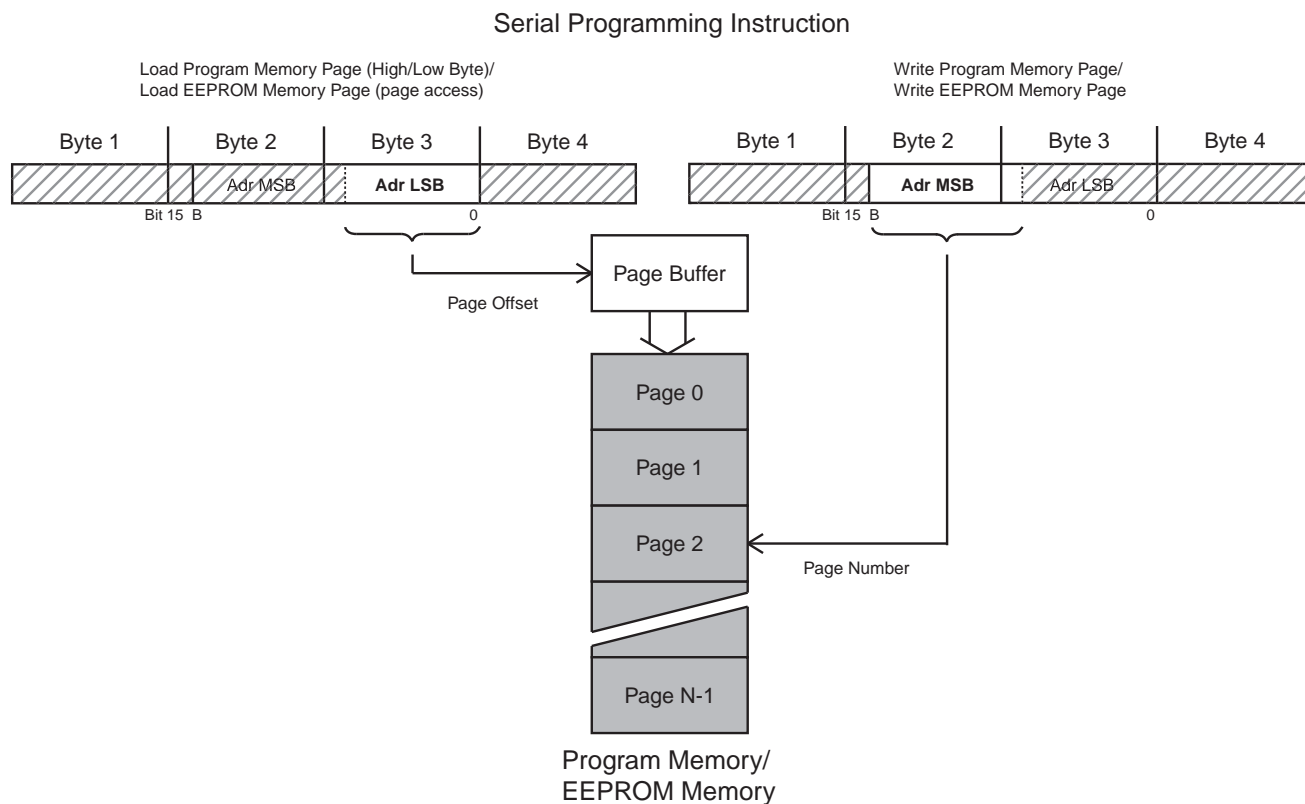 Serial Programming Instruction
Load Program Memory Page (High/Low Byte)/
Load EEPROM Memory Page (page access)
Write Program Memory Page/
Write EEPROM Memory Page
Byte 1 Byte 2 Byte 3 Byte 4
Byte 1 Byte 2 Byte 3 Byte 4
Adr MSB Adr LSB
Adr MSB Adr LSB
Bit 15 B 0
Bit 15 B 0
Page Buffer
Page Offset
Page 0
Page 1
Page 2
Page Number
Page N-1
Program Memory/
EEPROM Memory